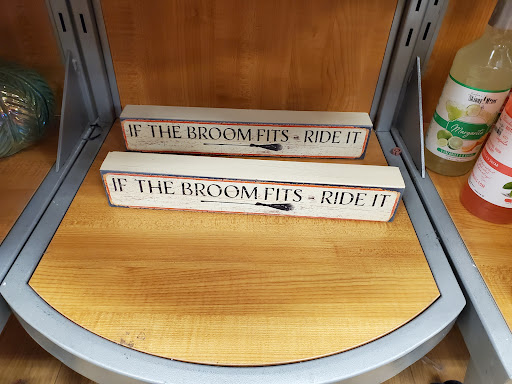 IF THE BROOM FITS - RIDE IT
IF THE BROOM FITS - RIDE IT
Margarita